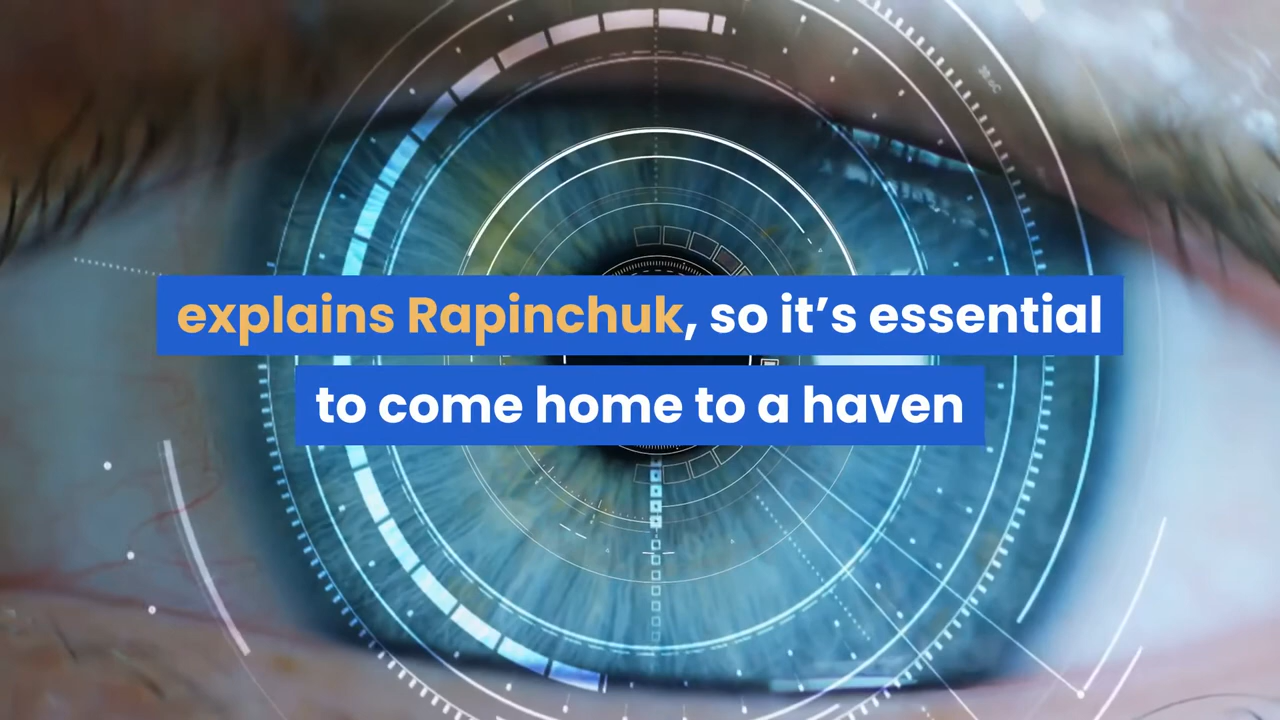 explains Rapinchuk, so it’s essential
to come home to a haven